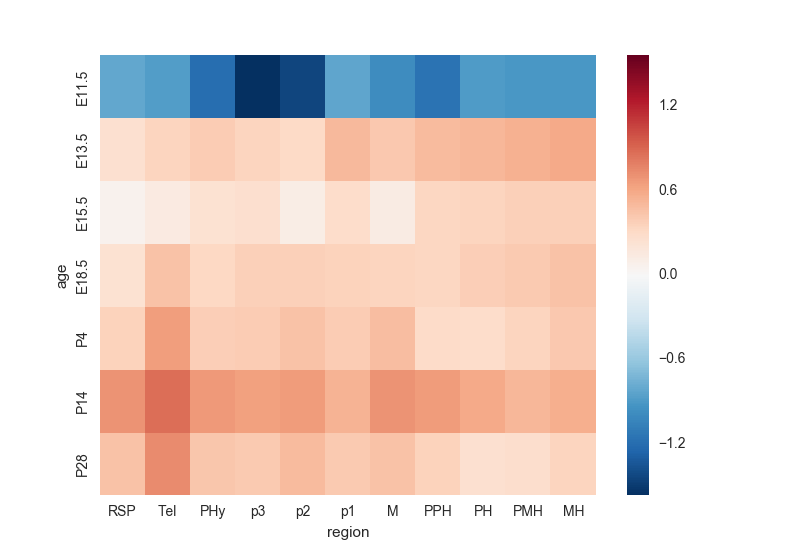 E11.5
E13.5
E15.5
E18.5
P4
P14
P28
age
RSP Tel PHy p3 p2 p1 M PPH PH PMH MH
region
1.2
0.6
0.0
−0.6
−1.2